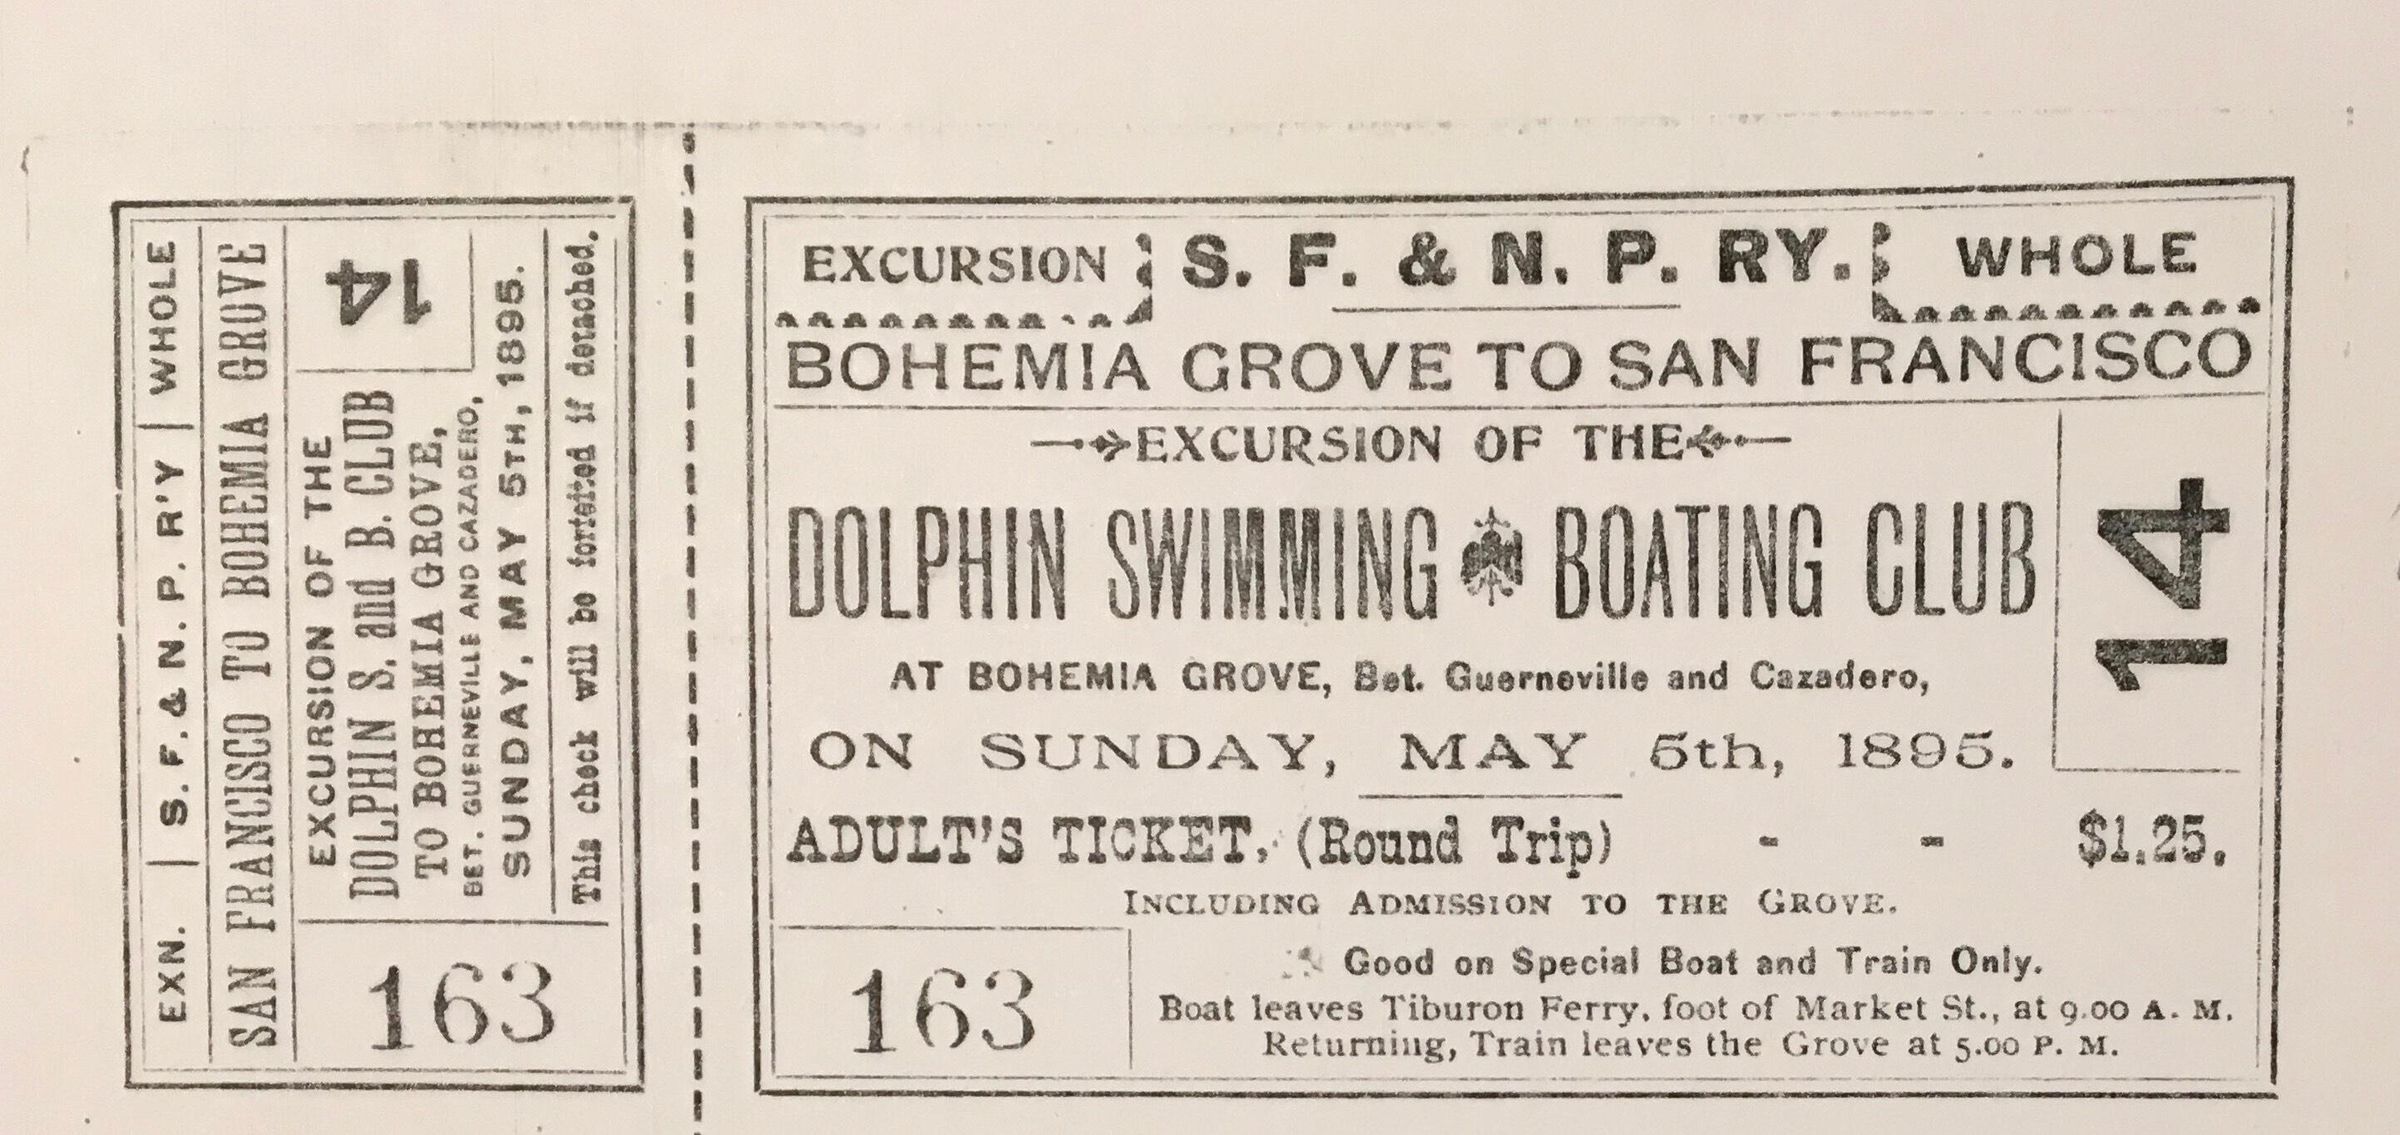 EXN. S. F. & N. P. R'Y WHOLE
SAN FRANCISCO TO BOHEMIA GROVE
14
EXCURSION OF THE
DOLPHIN S. and B. CLUB
TO BOHEMIA GROVE,
BET. GUERNEVILLE AND CAZADERO,
SUNDAY, MAY 5TH, 1895.
This check will be forfeited if detached.
163
EXCURSION S. F. & N. P. RY. WHOLE
BOHEMIA GROVE TO SAN FRANCISCO
EXCURSION OF THE
DOLPHIN SWIMMING BOATING CLUB
14
AT BOHEMIA GROVE, Bet. Guerneville and Cazadero,
ON SUNDAY, MAY 5th, 1895.
ADULT'S TICKET, (Round Trip) - - $1.25.
INCLUDING ADMISSION TO THE GROVE.
163
Good on Special Boat and Train Only.
Boat leaves Tiburon Ferry, foot of Market St., at 9.00 A. M.
Returning, Train leaves the Grove at 5.00 P. M.